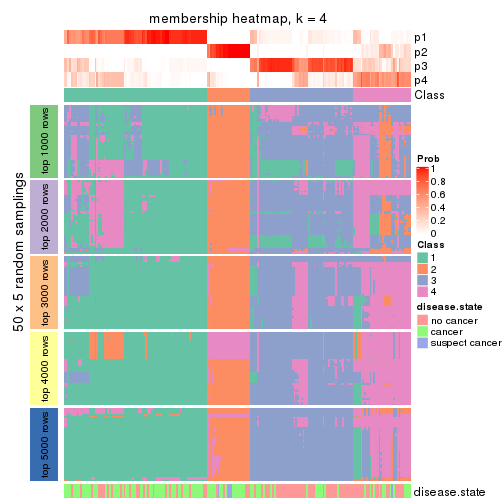 membership heatmap, k = 4
p1
p2
p3
p4
Class
50 x 5 random samplings
top 1000 rows
top 2000 rows
top 3000 rows
top 4000 rows
top 5000 rows
disease.state
Prob
1
0.8
0.6
0.4
0.2
0
Class
1
2
3
4
disease.state
no cancer
cancer
suspect cancer